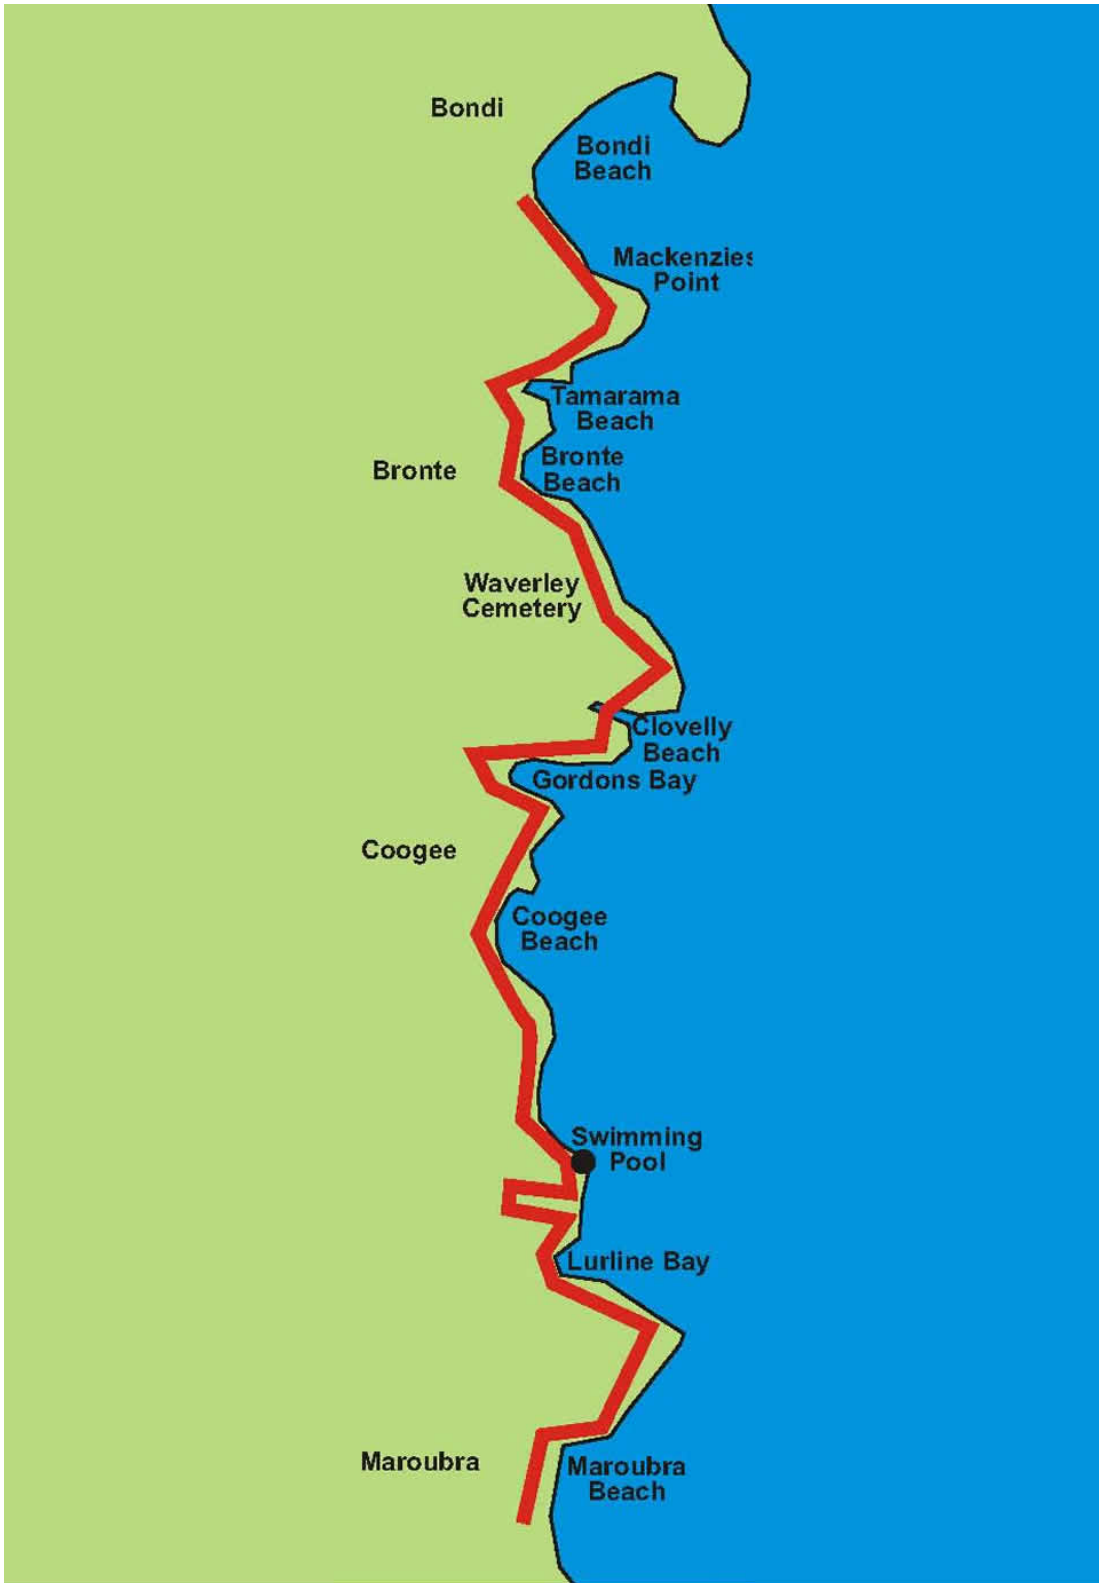 Bondi
Bondi
Beach
Mackenzies
Point
Tamarama
Beach
Bronte
Bronte
Beach
Waverley
Cemetery
Clovelly
Beach
Gordons Bay
Coogee
Coogee
Beach
Swimming
Pool
Lurline Bay
Maroubra
Maroubra
Beach